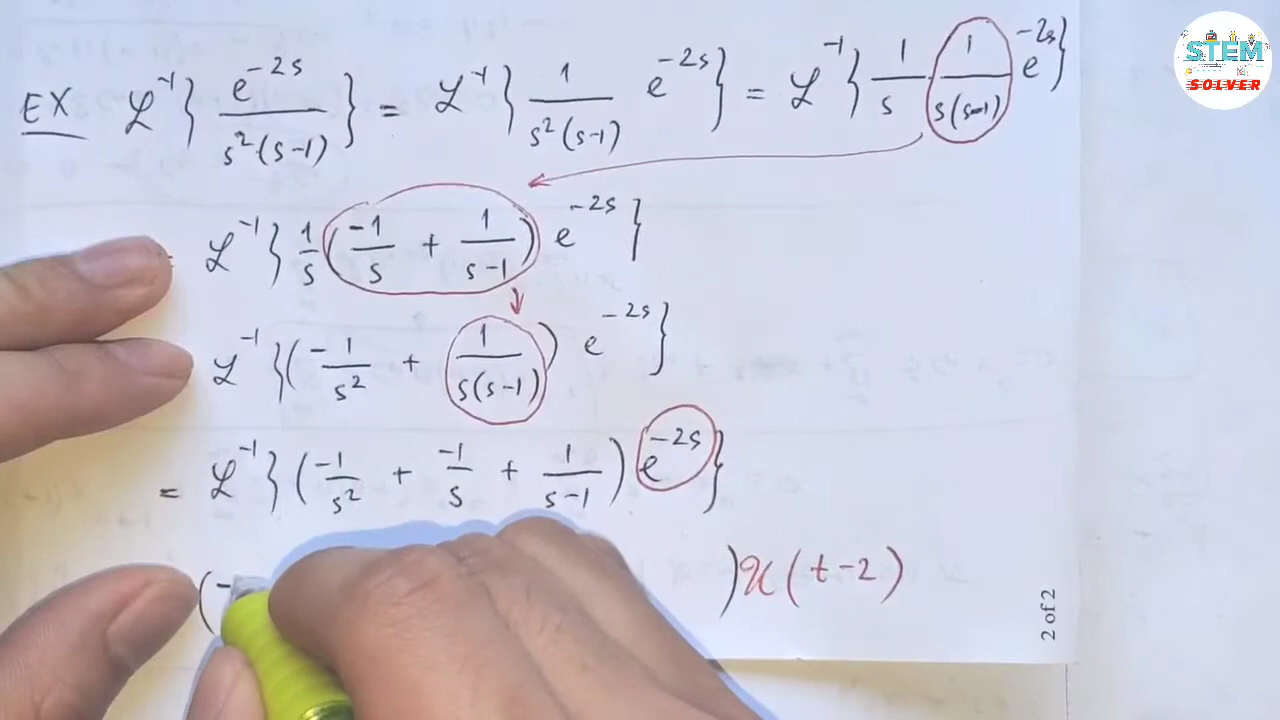 EX ℒ⁻¹{ e^{-2s} / s²(s-1) } = ℒ⁻¹{ 1 / s²(s-1) e^{-2s} } = ℒ⁻¹{ 1/s 1/s(s-1) e^{-2s} }
ℒ⁻¹{ 1/s ( -1/s + 1/s-1 ) e^{-2s} }
ℒ⁻¹{ ( -1/s² + 1/s(s-1) ) e^{-2s} }
= ℒ⁻¹{ ( -1/s² + -1/s + 1/s-1 ) e^{-2s} }
(- ) 𝒰(t-2)
2 of 2
STEM
SOLVER